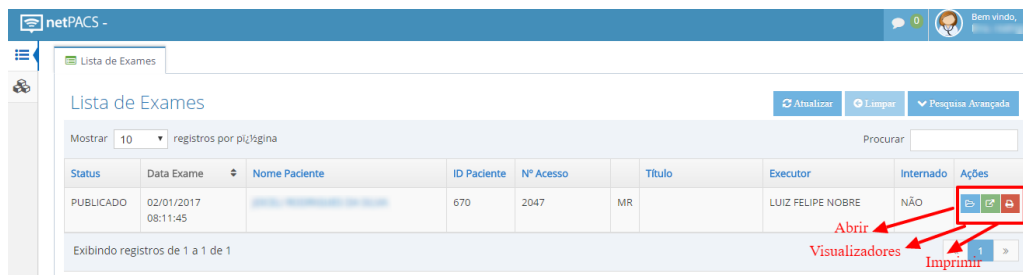 netPACS -
0
Bem vindo,
Lista de Exames
Lista de Exames
Atualizar
Limpar
Pesquisa Avançada
Mostrar 10 registros por pï¿½gina
Procurar
Status Data Exame Nome Paciente ID Paciente Nº Acesso Título Executor Internado Ações
PUBLICADO 02/01/2017 670 2047 MR LUIZ FELIPE NOBRE NÃO
08:11:45
Abrir
Exibindo registros de 1 a 1 de 1
Visualizadores
1 »
Imprimir